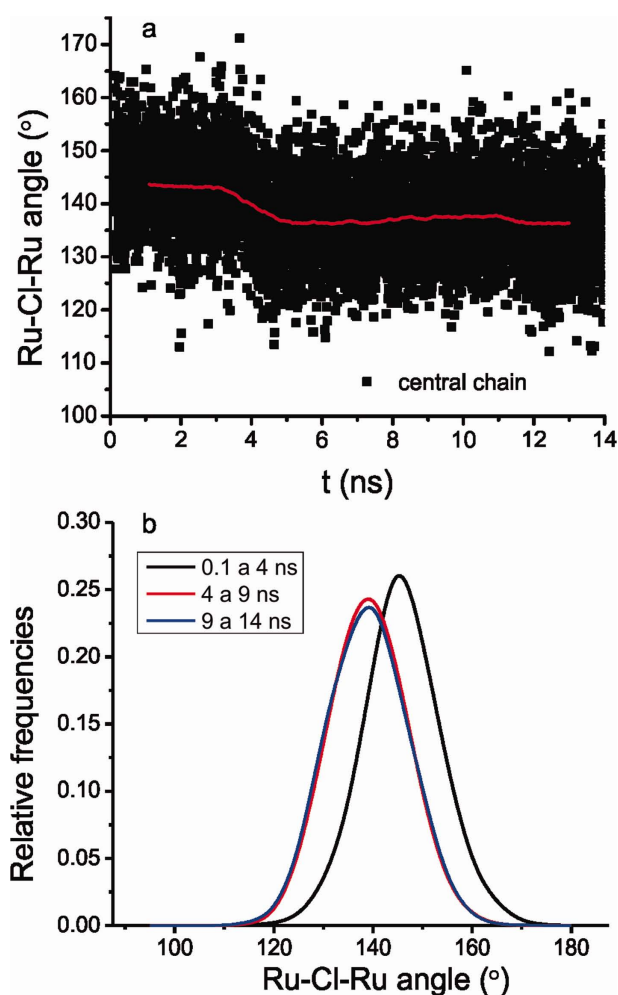 a
170
160
150
140
130
120
110
100
Ru-Cl-Ru angle (°)
central chain
0 2 4 6 8 10 12 14
t (ns)
b
0.30
0.25
0.20
0.15
0.10
0.05
0.00
Relative frequencies
0.1 a 4 ns
4 a 9 ns
9 a 14 ns
100 120 140 160 180
Ru-Cl-Ru angle (°)